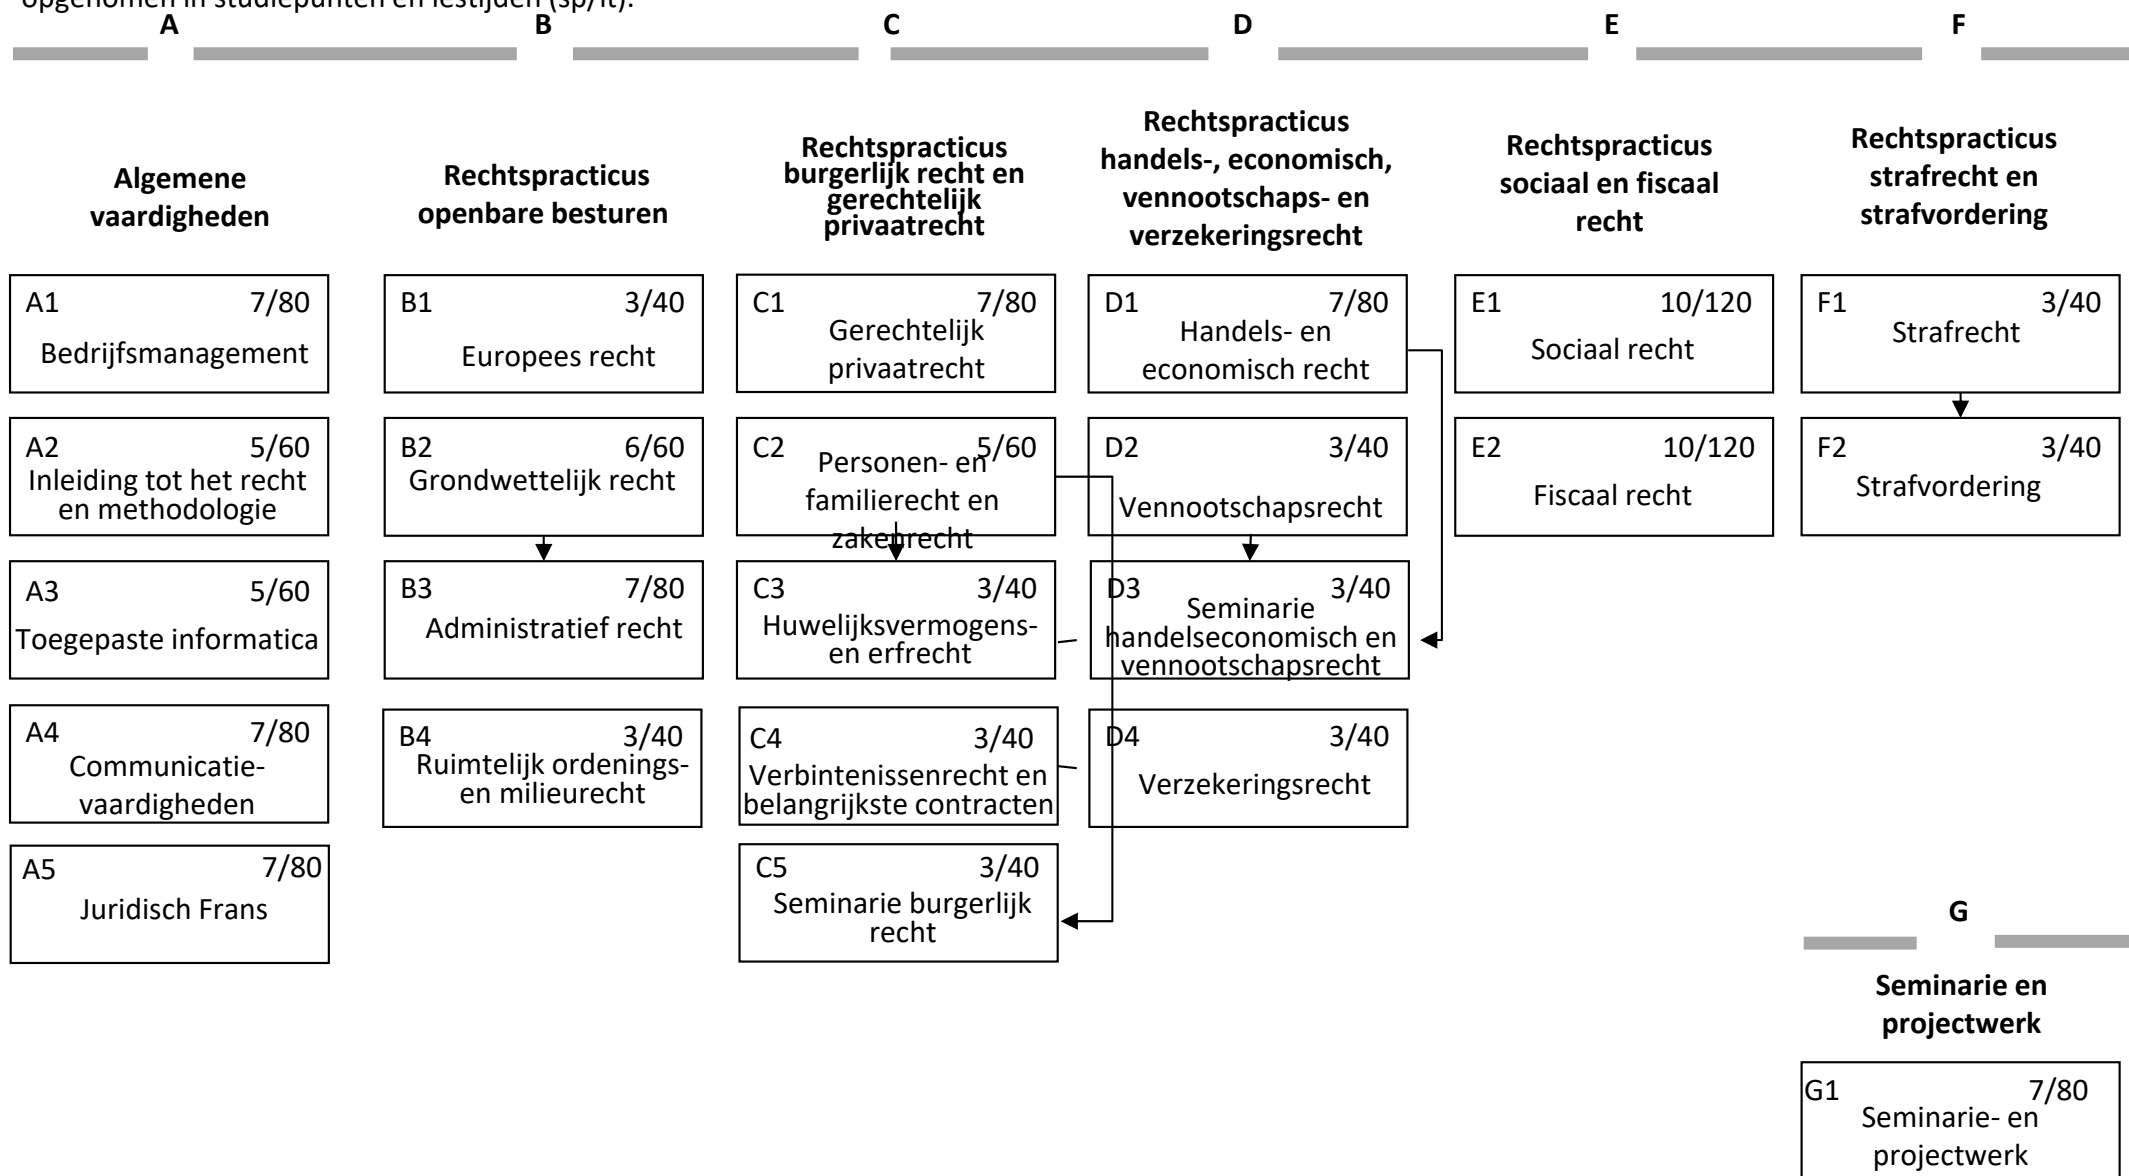 opgenomen in studiepunten en lestijden (sp/lt).
A
B
C
D
E
F
Algemene
vaardigheden
Rechtspracticus
openbare besturen
Rechtspracticus
burgerlijk recht en
gerechtelijk
privaatrecht
Rechtspracticus
handels-, economisch,
vennootschaps- en
verzekeringsrecht
Rechtspracticus
sociaal en fiscaal
recht
Rechtspracticus
strafrecht en
strafvordering
A1 7/80
Bedrijfsmanagement
B1 3/40
Europees recht
C1 7/80
Gerechtelijk
privaatrecht
D1 7/80
Handels- en
economisch recht
E1 10/120
Sociaal recht
F1 3/40
Strafrecht
A2 5/60
Inleiding tot het recht
en methodologie
B2 6/60
Grondwettelijk recht
C2 5/60
Personen- en
familierecht en
zakenrecht
D2 3/40
Vennootschapsrecht
E2 10/120
Fiscaal recht
F2 3/40
Strafvordering
A3 5/60
Toegepaste informatica
B3 7/80
Administratief recht
C3 3/40
Huwelijksvermogens-
en erfrecht
D3 3/40
Seminarie
handelseconomisch en
vennootschapsrecht
A4 7/80
Communicatie-
vaardigheden
B4 3/40
Ruimtelijk ordenings-
en milieurecht
C4 3/40
Verbintenissenrecht en
belangrijkste contracten
D4 3/40
Verzekeringsrecht
A5 7/80
Juridisch Frans
C5 3/40
Seminarie burgerlijk
recht
G
Seminarie en
projectwerk
G1 7/80
Seminarie- en
projectwerk